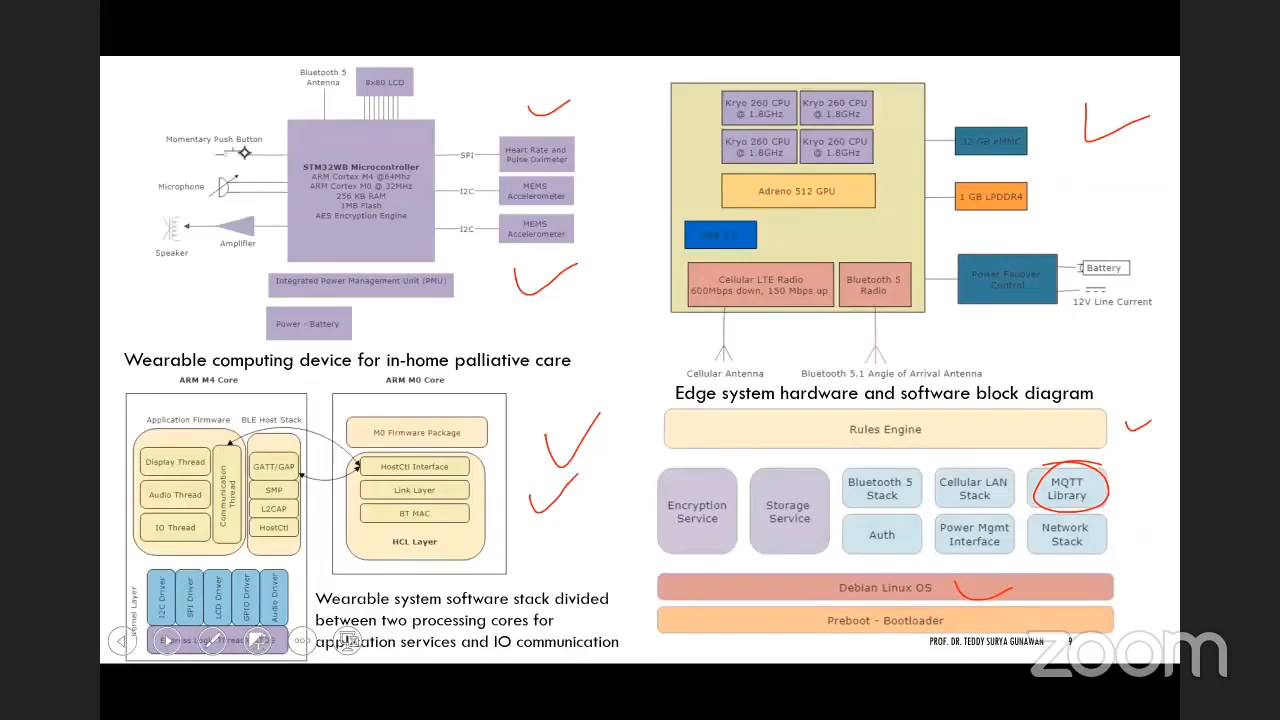 Bluetooth 5
Antenna
8x80 LCD
Momentary Push Button
Microphone
Speaker
Amplifier
STM32WB Microcontroller
ARM Cortex M4 @64Mhz
ARM Cortex M0 @ 32MHz
256 KB RAM
1MB Flash
AES Encryption Engine
SPI
I2C
I2C
Heart Rate and
Pulse Oximeter
MEMS
Accelerometer
MEMS
Accelerometer
Integrated Power Management Unit (PMU)
Power - Battery
Wearable computing device for in-home palliative care
ARM M4 Core
ARM M0 Core
Application Firmware
BLE Host Stack
Display Thread
Audio Thread
IO Thread
Communication
Thread
GATT/GAP
SMP
L2CAP
HostCtl
M0 Firmware Package
HostCtl Interface
Link Layer
BT MAC
HCL Layer
Kernel Layer
I2C Driver
SPI Driver
LCD Driver
GPIO Driver
Audio Driver
Wearable system software stack divided
between two processing cores for
application services and IO communication
Kryo 260 CPU
@ 1.8GHz
Kryo 260 CPU
@ 1.8GHz
Kryo 260 CPU
@ 1.8GHz
Kryo 260 CPU
@ 1.8GHz
Adreno 512 GPU
Cellular LTE Radio
600Mbps down, 150 Mbps up
Bluetooth 5
Radio
32 GB eMMC
1 GB LPDDR4
Power Failover
Control
Battery
12V Line Current
Cellular Antenna
Bluetooth 5.1 Angle of Arrival Antenna
Edge system hardware and software block diagram
Rules Engine
Encryption
Service
Storage
Service
Bluetooth 5
Stack
Cellular LAN
Stack
MQTT
Library
Auth
Power Mgmt
Interface
Network
Stack
Debian Linux OS
Preboot - Bootloader
PROF. DR. TEDDY SURYA GUNAWAN
9
zoom